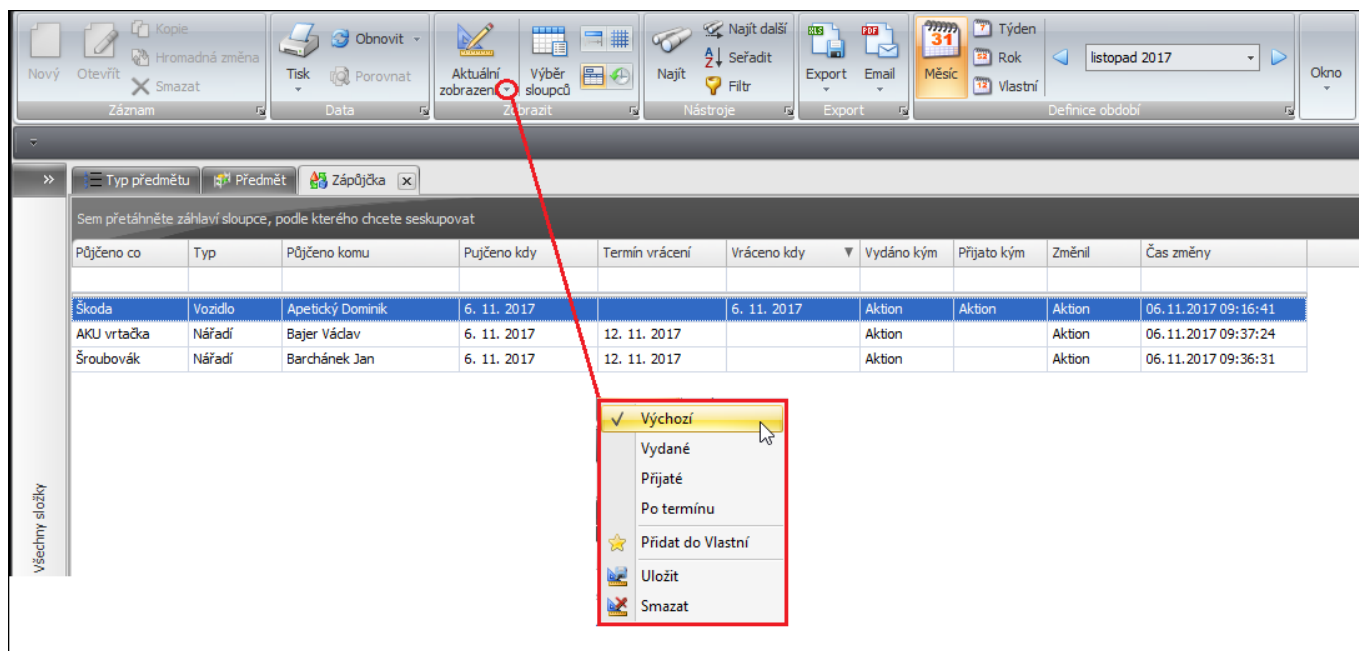 Nový
Otevřít
Kopie
Hromadná změna
Smazat
Záznam
Tisk
Obnovit
Porovnat
Data
Aktuální
zobrazení
Výběr
sloupců
Zobrazit
Najít
Najít další
Seřadit
Filtr
Nástroje
Export
Email
Export
31
Měsíc
7 Týden
52 Rok
12 Vlastní
listopad 2017
Definice období
Okno
Typ předmětu Předmět Zápůjčka
Sem přetáhněte záhlaví sloupce, podle kterého chcete seskupovat
Půjčeno co Typ Půjčeno komu Pujčeno kdy Termín vrácení Vráceno kdy Vydáno kým Přijato kým Změnil Čas změny
Škoda Vozidlo Apetický Dominik 6. 11. 2017 6. 11. 2017 Aktion Aktion Aktion 06.11.2017 09:16:41
AKU vrtačka Nářadí Bajer Václav 6. 11. 2017 12. 11. 2017 Aktion Aktion 06.11.2017 09:37:24
Šroubovák Nářadí Barchánek Jan 6. 11. 2017 12. 11. 2017 Aktion Aktion 06.11.2017 09:36:31
Výchozí
Vydané
Přijaté
Po termínu
Přidat do Vlastní
Uložit
Smazat
Všechny složky